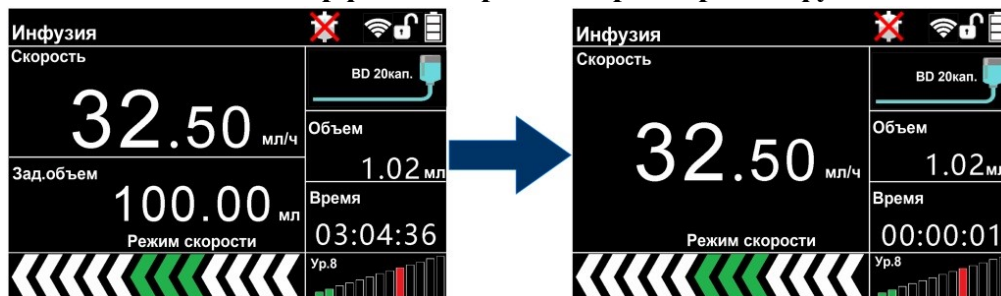 Инфузия
Скорость
32.50 мл/ч
Зад.объем
100.00 мл
Режим скорости
BD 20кап.
Объем
1.02 мл
Время
03:04:36
Ур.8
Инфузия
Скорость
32.50 мл/ч
Режим скорости
BD 20кап.
Объем
1.02 мл
Время
00:00:01
Ур.8